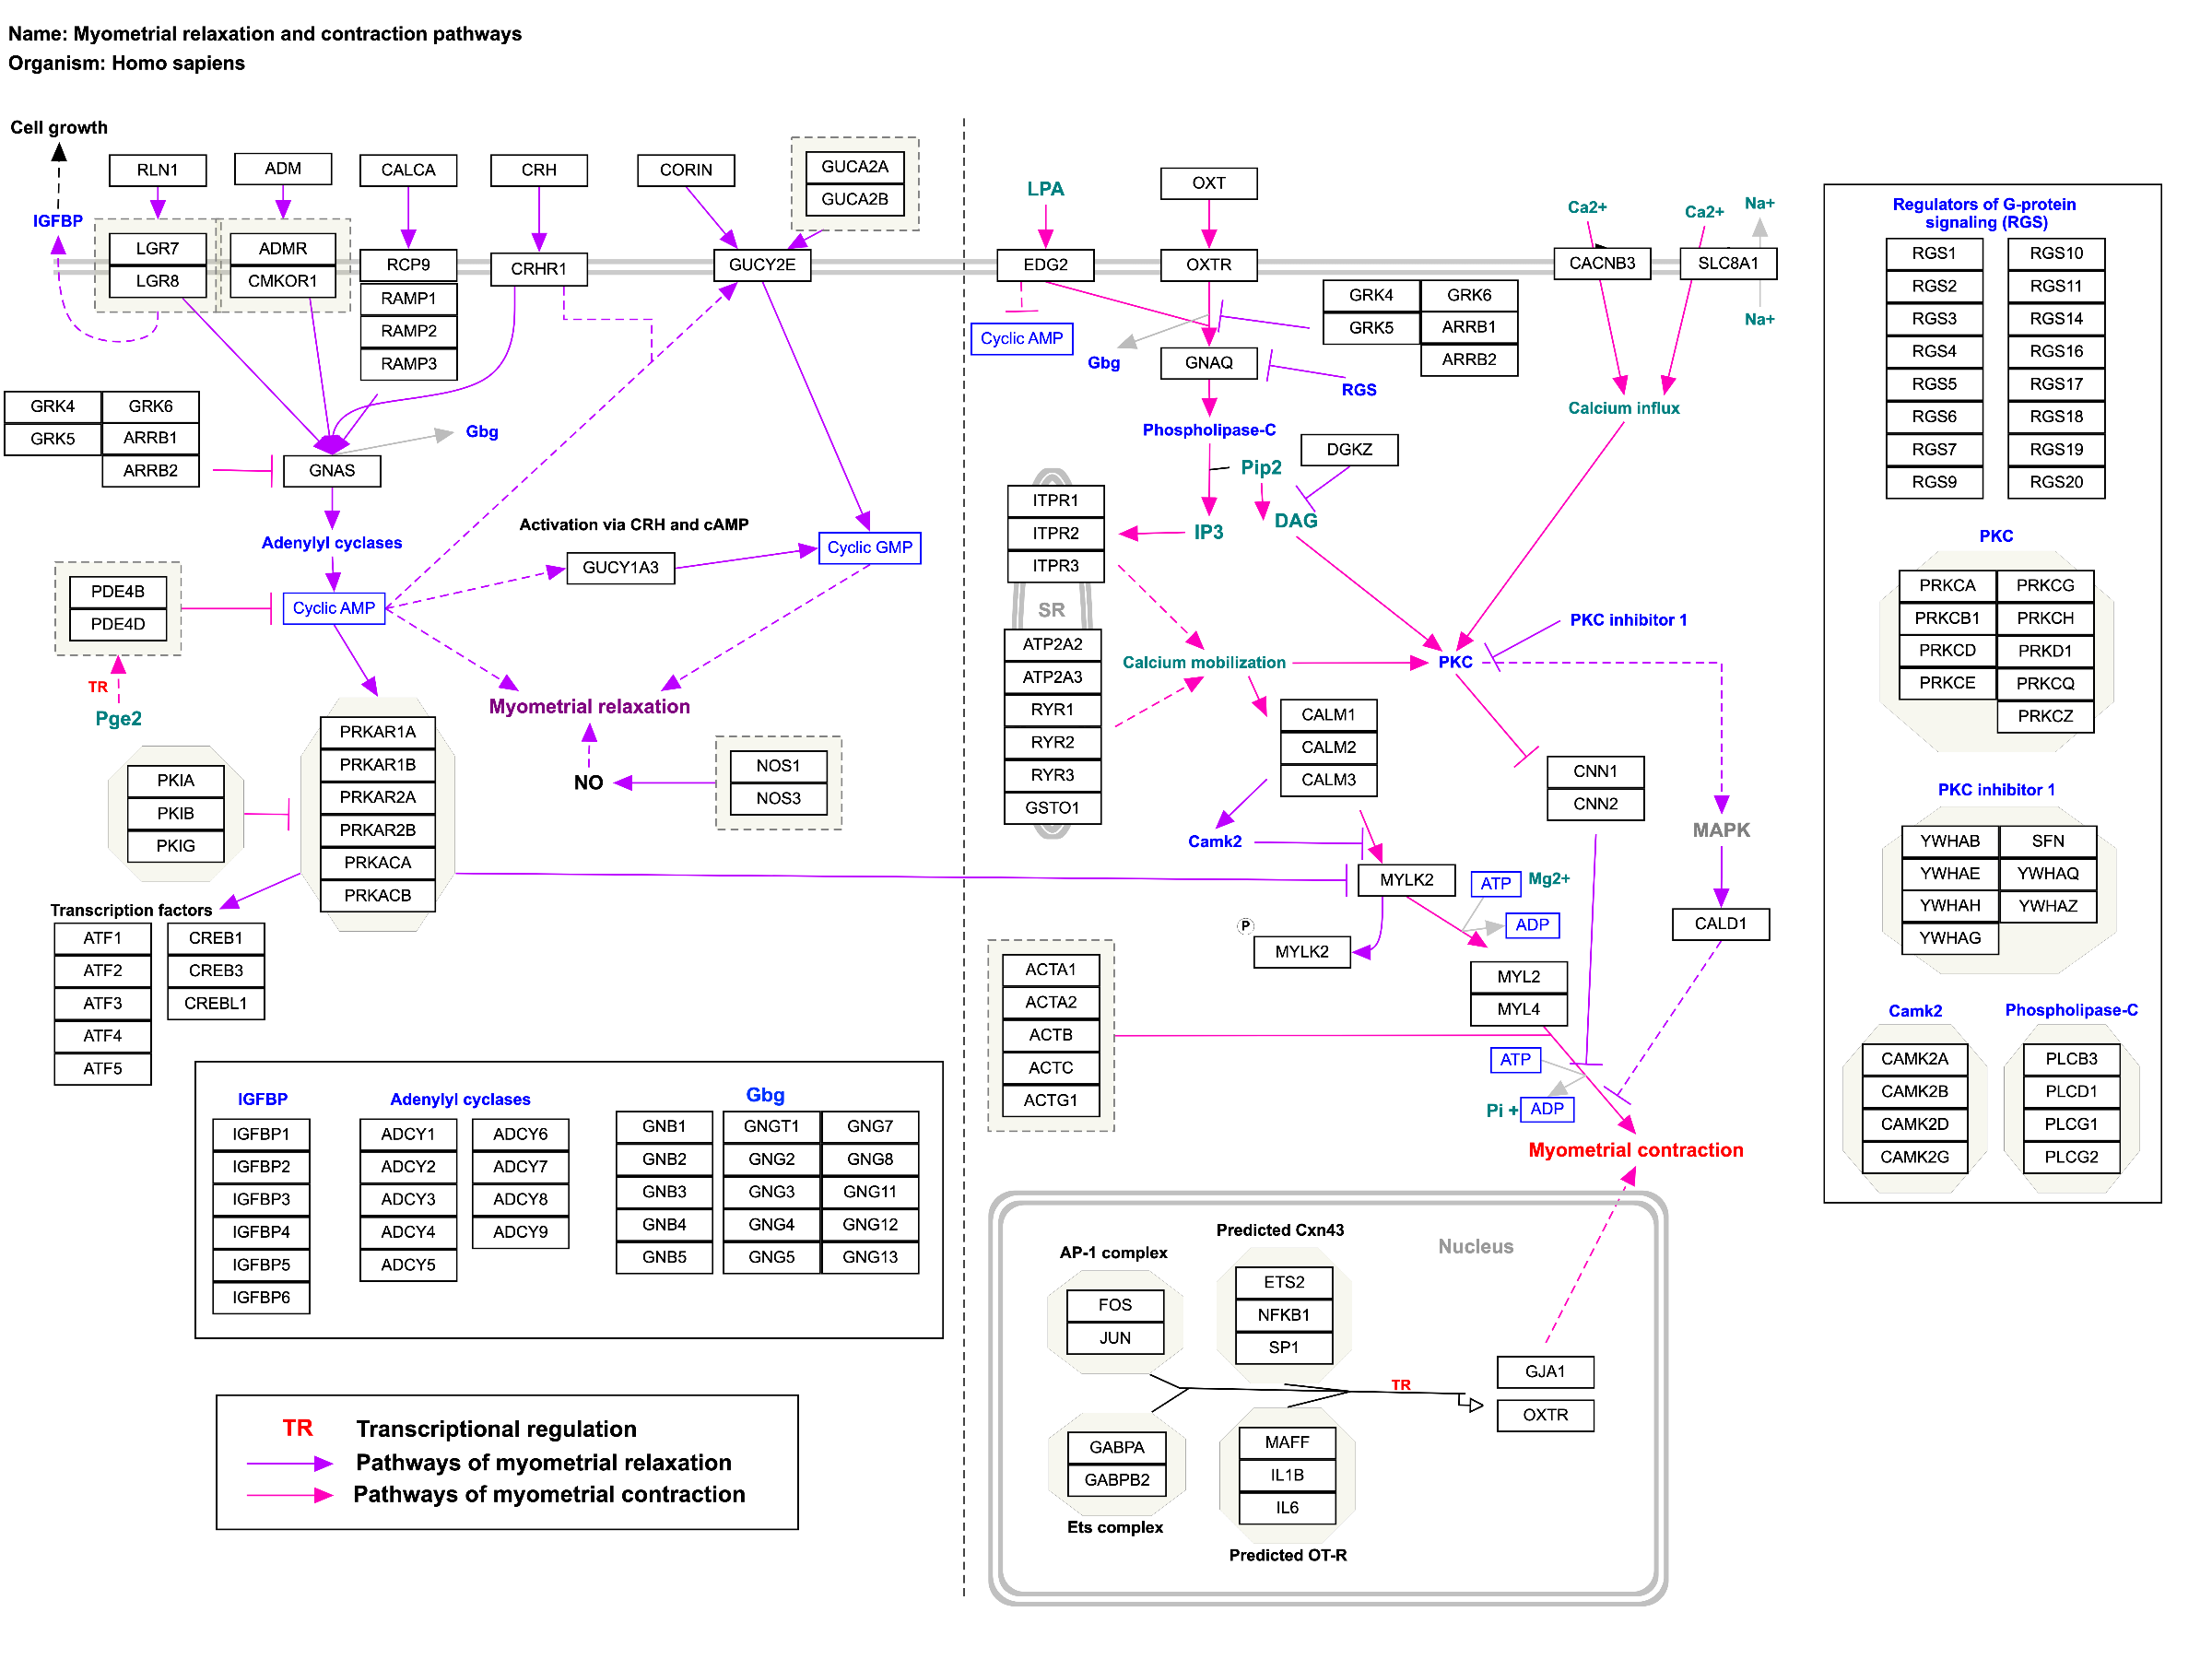 Name: Myometrial relaxation and contraction pathways
Organism: Homo sapiens
Cell growth
IGFBP
RLN1
ADM
CALCA
CRH
CORIN
GUCA2A
GUCA2B
LGR7
LGR8
ADMR
CMKOR1
RCP9
RAMP1
RAMP2
RAMP3
CRHR1
GUCY2E
GRK4
GRK5
GRK6
ARRB1
ARRB2
GNAS
Gbg
Adenylyl cyclases
Activation via CRH and cAMP
GUCY1A3
Cyclic GMP
PDE4B
PDE4D
Cyclic AMP
TR
Pge2
Myometrial relaxation
NO
NOS1
NOS3
PKIA
PKIB
PKIG
PRKAR1A
PRKAR1B
PRKAR2A
PRKAR2B
PRKACA
PRKACB
Transcription factors
ATF1
ATF2
ATF3
ATF4
ATF5
CREB1
CREB3
CREBL1
IGFBP
IGFBP1
IGFBP2
IGFBP3
IGFBP4
IGFBP5
IGFBP6
Adenylyl cyclases
ADCY1
ADCY2
ADCY3
ADCY4
ADCY5
ADCY6
ADCY7
ADCY8
ADCY9
Gbg
GNB1
GNB2
GNB3
GNB4
GNB5
GNGT1
GNG2
GNG3
GNG4
GNG5
GNG7
GNG8
GNG11
GNG12
GNG13
TR Transcriptional regulation
Pathways of myometrial relaxation
Pathways of myometrial contraction
LPA
OXT
EDG2
OXTR
Cyclic AMP
Gbg
GNAQ
GRK4
GRK5
GRK6
ARRB1
ARRB2
RGS
Ca2+
Ca2+
Na+
CACNB3
SLC8A1
Na+
Calcium influx
Phospholipase-C
Pip2
DGKZ
IP3
DAG
ITPR1
ITPR2
ITPR3
SR
ATP2A2
ATP2A3
RYR1
RYR2
RYR3
GSTO1
Calcium mobilization
PKC
PKC inhibitor 1
CALM1
CALM2
CALM3
Camk2
CNN1
CNN2
MAPK
MYLK2
ATP
Mg2+
ADP
P
MYLK2
CALD1
MYL2
MYL4
ACTA1
ACTA2
ACTB
ACTC
ACTG1
ATP
Pi +
ADP
Myometrial contraction
Nucleus
AP-1 complex
FOS
JUN
Predicted Cxn43
ETS2
NFKB1
SP1
TR
GJA1
OXTR
GABPA
GABPB2
Ets complex
MAFF
IL1B
IL6
Predicted OT-R
Regulators of G-protein
signaling (RGS)
RGS1
RGS2
RGS3
RGS4
RGS5
RGS6
RGS7
RGS9
RGS10
RGS11
RGS14
RGS16
RGS17
RGS18
RGS19
RGS20
PKC
PRKCA
PRKCB1
PRKCD
PRKCE
PRKCG
PRKCH
PRKD1
PRKCQ
PRKCZ
PKC inhibitor 1
YWHAB
YWHAE
YWHAH
YWHAG
SFN
YWHAQ
YWHAZ
Camk2
CAMK2A
CAMK2B
CAMK2D
CAMK2G
Phospholipase-C
PLCB3
PLCD1
PLCG1
PLCG2